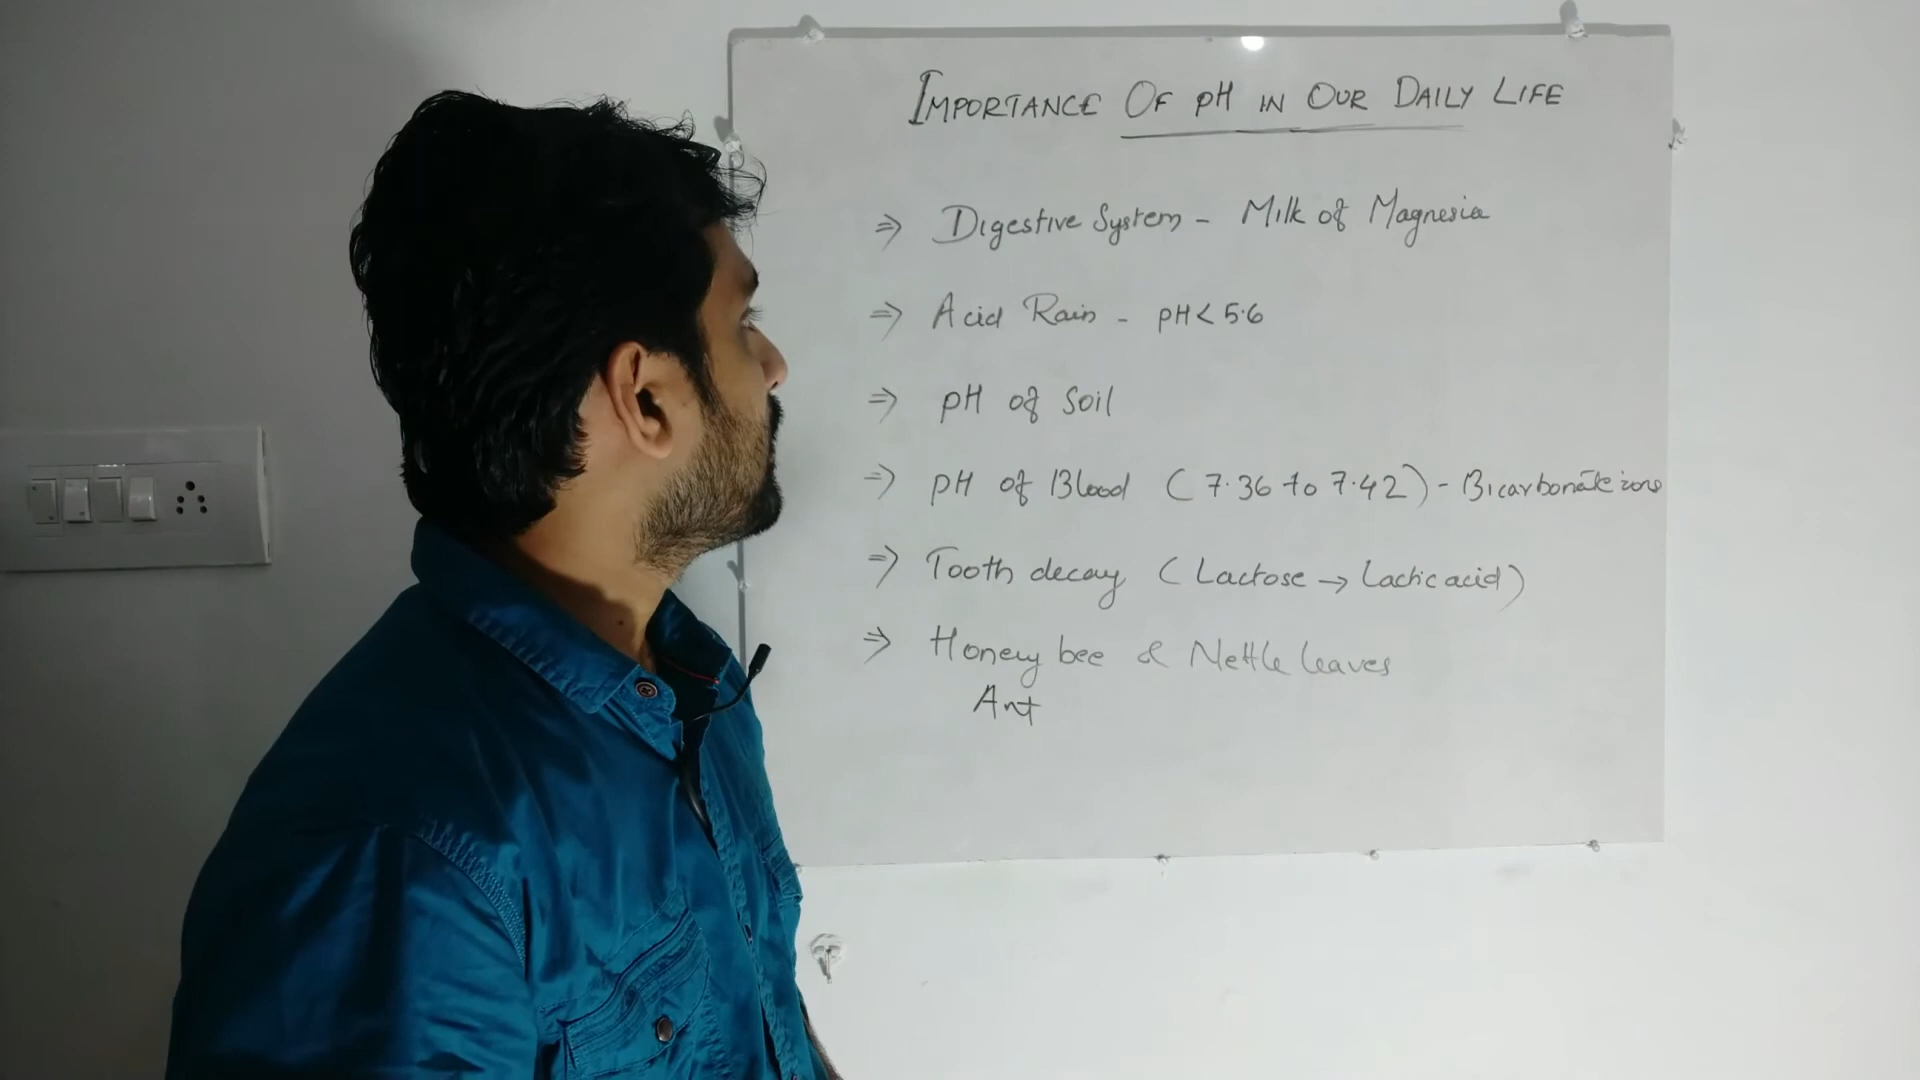 IMPORTANCE OF pH IN OUR DAILY LIFE
⇒ Digestive System - Milk of Magnesia
⇒ Acid Rain - pH < 5.6
⇒ pH of Soil
⇒ pH of Blood (7.36 to 7.42) - Bicarbonate ions
⇒ Tooth decay (Lactose → Lactic acid)
⇒ Honey bee & Nettle leaves
Ant